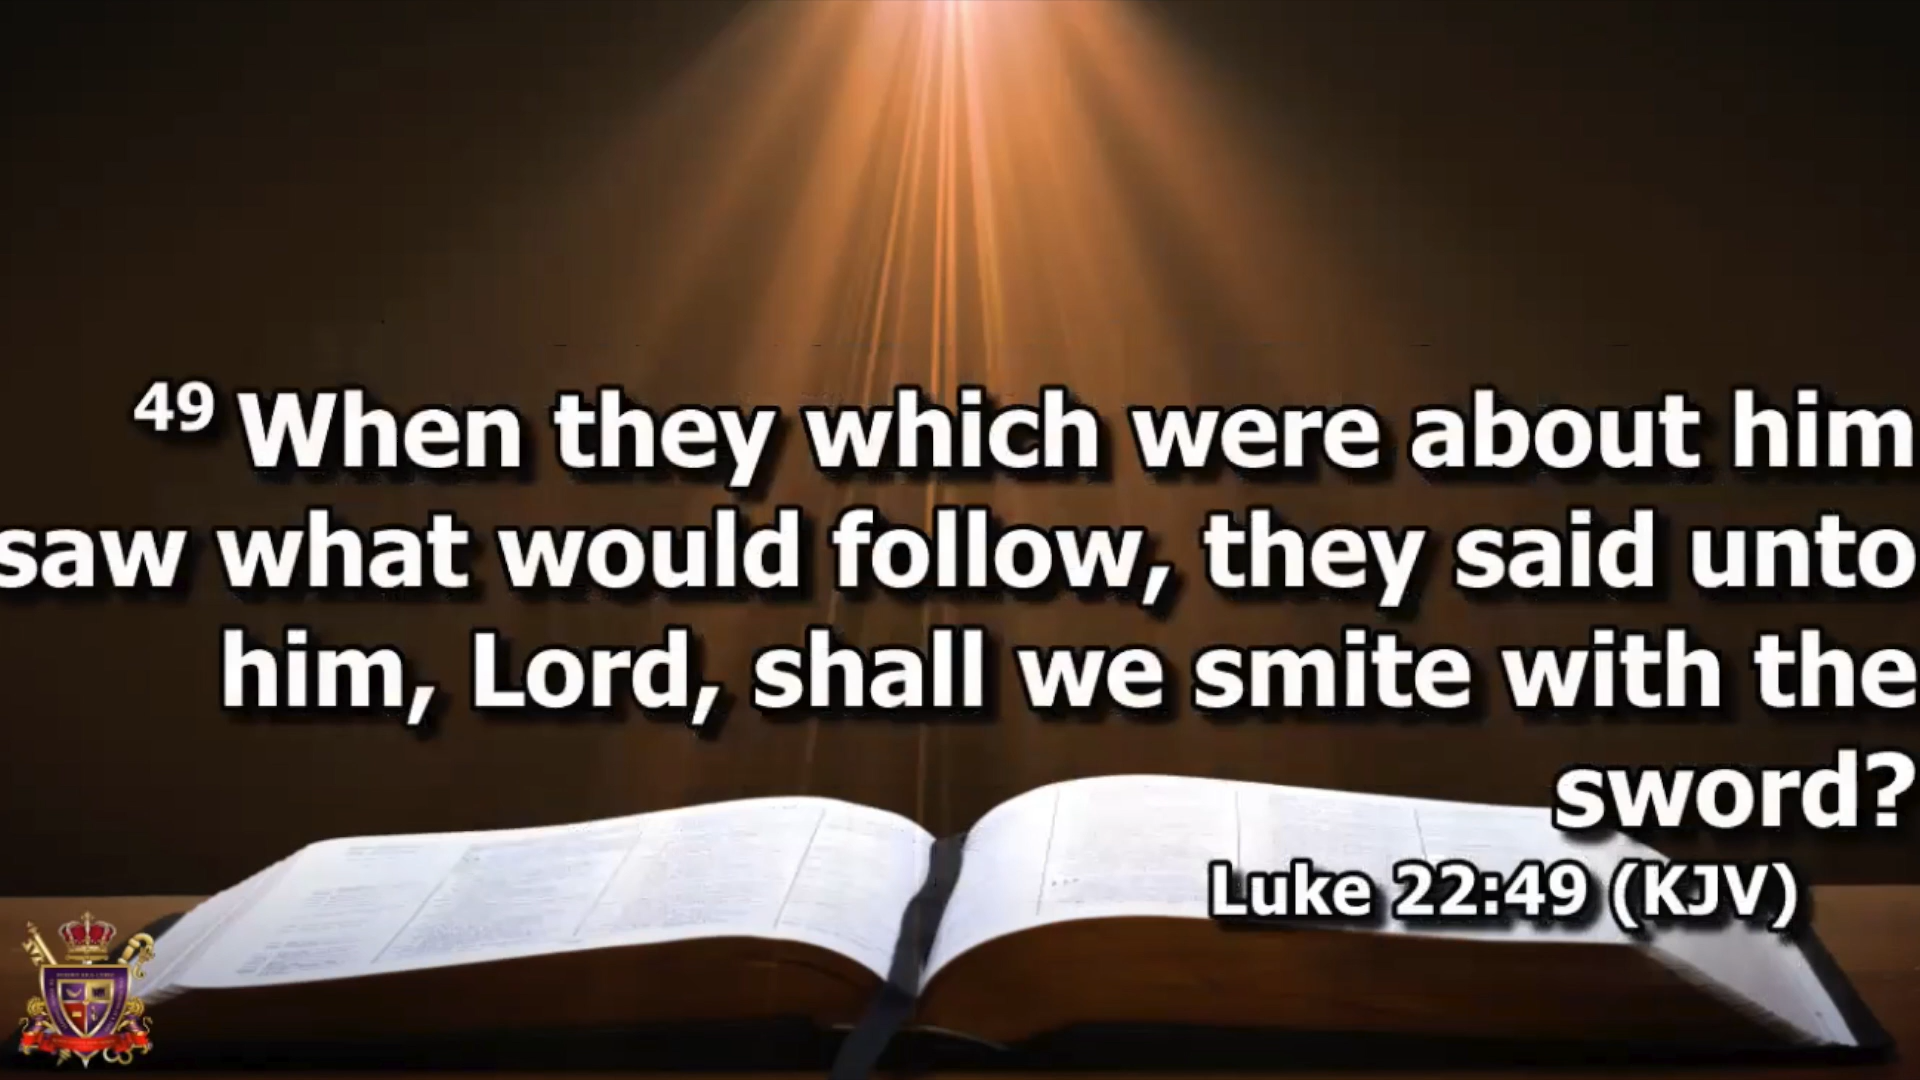 49 When they which were about him
saw what would follow, they said unto
him, Lord, shall we smite with the
sword?
Luke 22:49 (KJV)